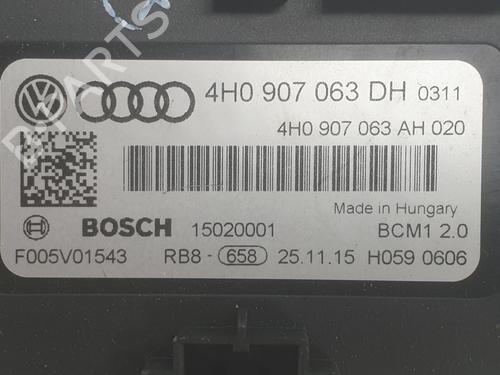 4H0 907 063 DH 0311
4H0 907 063 AH 020
Made in Hungary
BOSCH 15020001 BCM1 2.0
F005V01543 RB8 - 658 25.11.15 H059 0606
PARTS